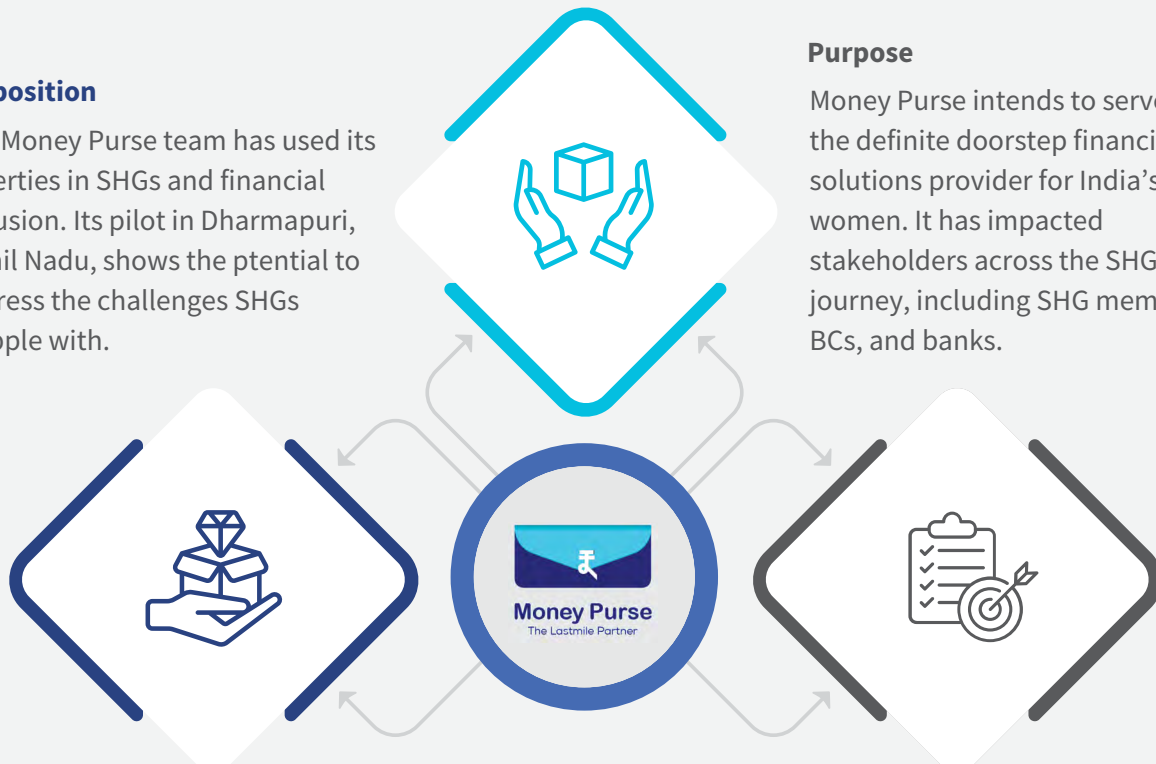 position
Money Purse team has used its
erties in SHGs and financial
usion. Its pilot in Dharmapuri,
il Nadu, shows the ptential to
ress the challenges SHGs
ople with.
Purpose
Money Purse intends to serve
the definite doorstep financi
solutions provider for India’s
women. It has impacted
stakeholders across the SHG
journey, including SHG mem
BCs, and banks.
Money Purse
The Lastmile Partner